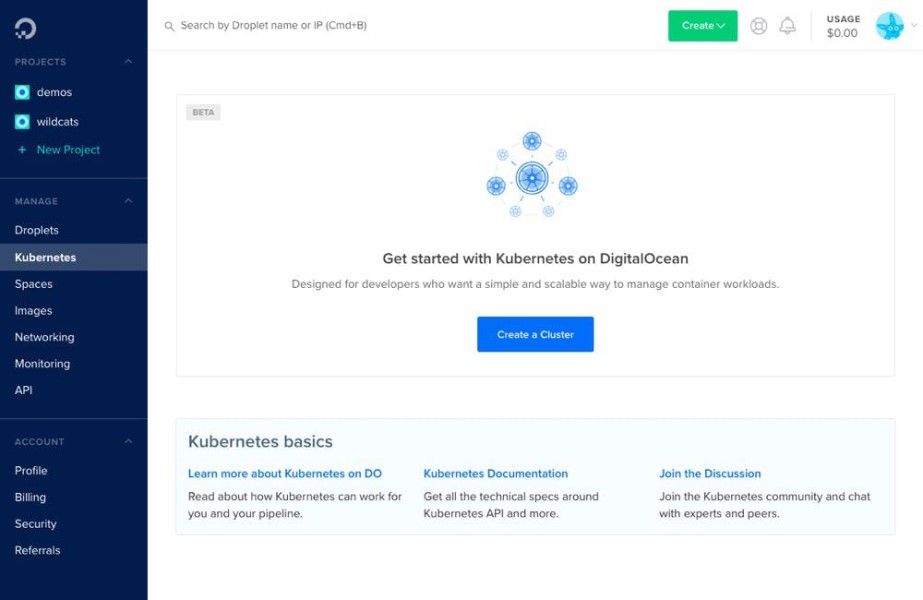 Search by Droplet name or IP (Cmd+B)
Create
USAGE
$0.00
PROJECTS
demos
wildcats
+ New Project
MANAGE
Droplets
Kubernetes
Spaces
Images
Networking
Monitoring
API
ACCOUNT
Profile
Billing
Security
Referrals
BETA
Get started with Kubernetes on DigitalOcean
Designed for developers who want a simple and scalable way to manage container workloads.
Create a Cluster
Kubernetes basics
Learn more about Kubernetes on DO
Read about how Kubernetes can work for
you and your pipeline.
Kubernetes Documentation
Get all the technical specs around
Kubernetes API and more.
Join the Discussion
Join the Kubernetes community and chat
with experts and peers.